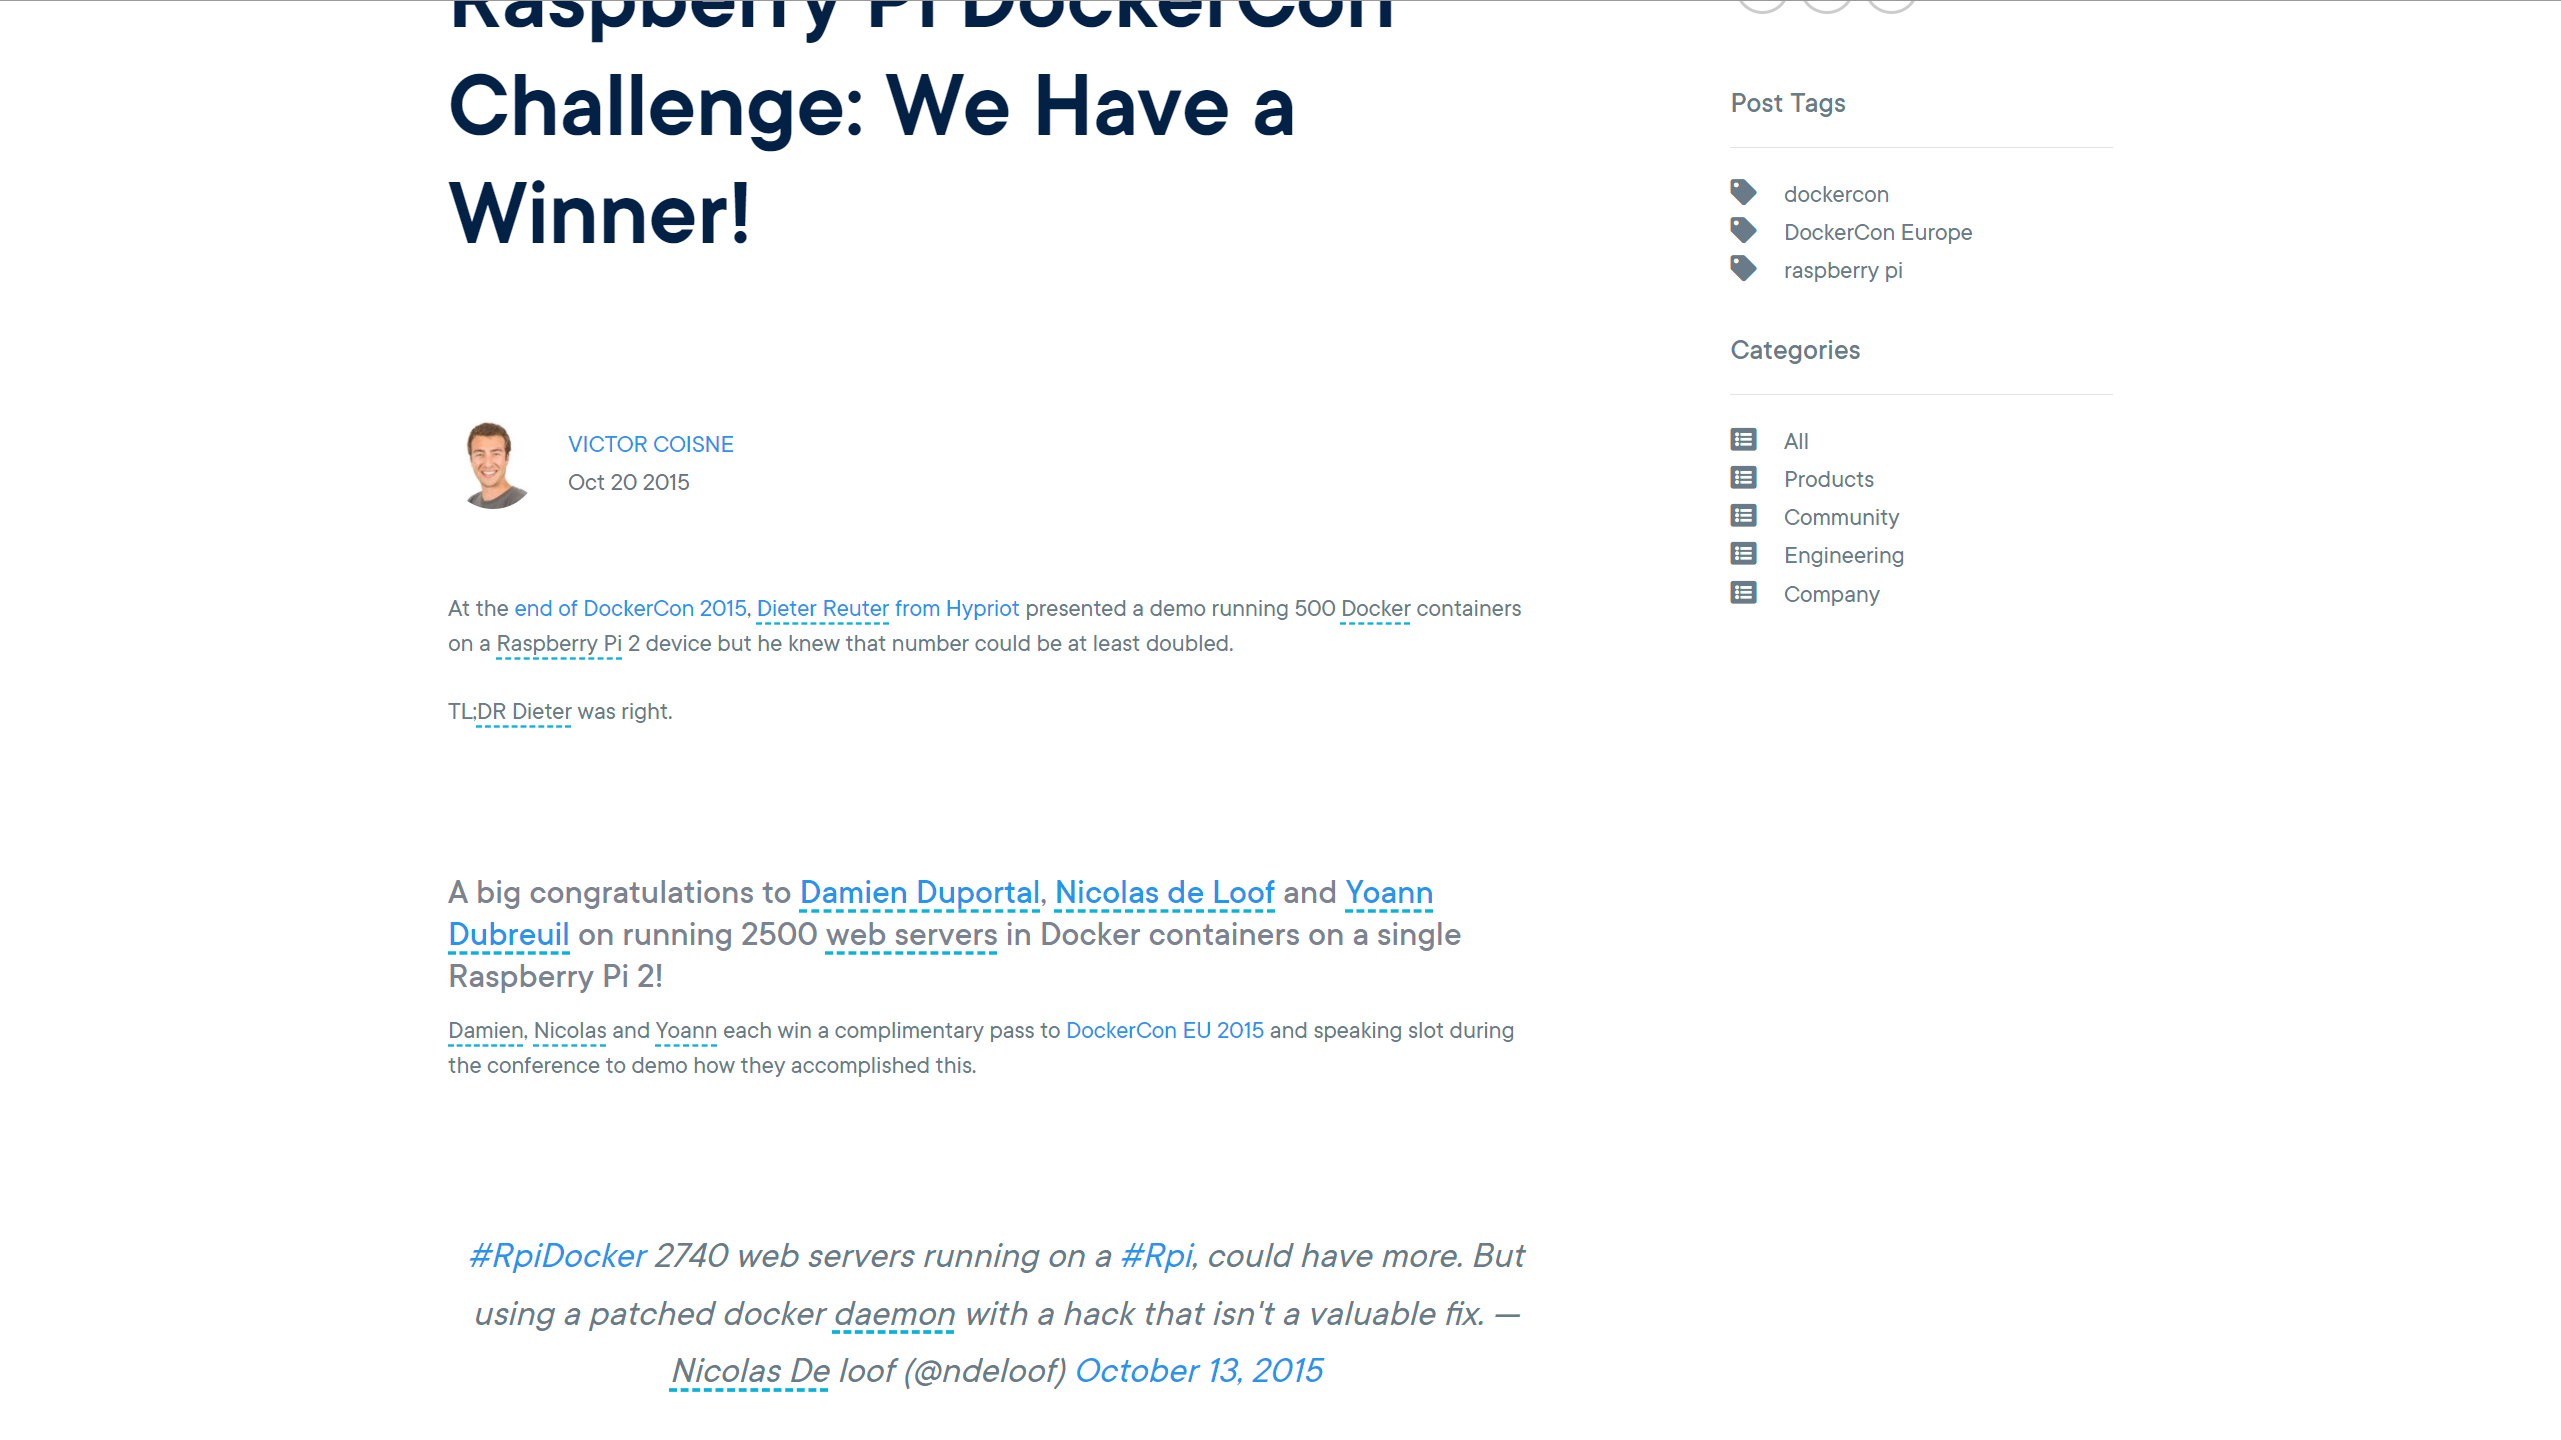 Raspberry Pi DockerCon
Challenge: We Have a
Winner!
VICTOR COISNE
Oct 20 2015
At the end of DockerCon 2015, Dieter Reuter from Hypriot presented a demo running 500 Docker containers
on a Raspberry Pi 2 device but he knew that number could be at least doubled.
TL;DR Dieter was right.
A big congratulations to Damien Duportal, Nicolas de Loof and Yoann
Dubreuil on running 2500 web servers in Docker containers on a single
Raspberry Pi 2!
Damien, Nicolas and Yoann each win a complimentary pass to DockerCon EU 2015 and speaking slot during
the conference to demo how they accomplished this.
#RpiDocker 2740 web servers running on a #Rpi, could have more. But
using a patched docker daemon with a hack that isn't a valuable fix. —
Nicolas De loof (@ndeloof) October 13, 2015
Post Tags
dockercon
DockerCon Europe
raspberry pi
Categories
All
Products
Community
Engineering
Company